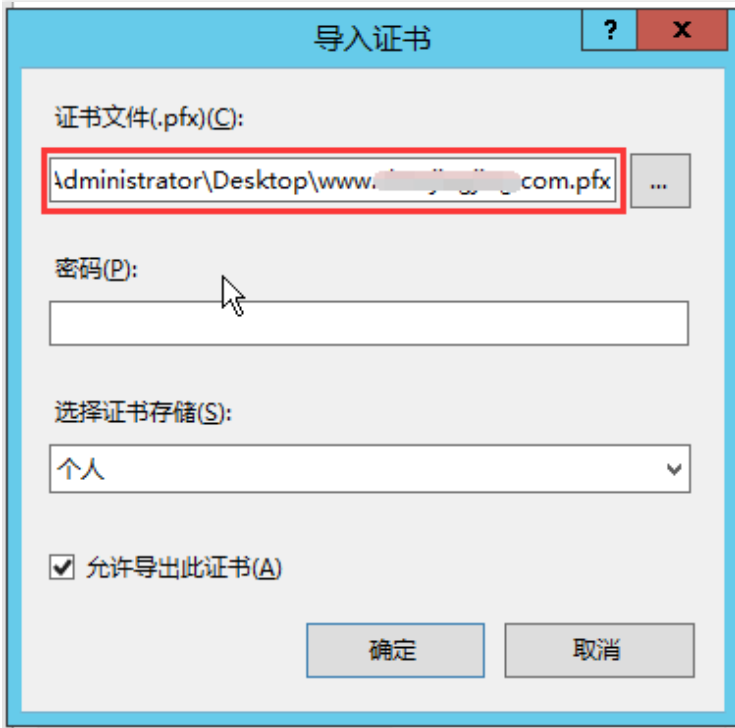 导入证书
?
x
证书文件(.pfx)(C):
\dministrator\Desktop\www. com.pfx
...
密码(P):
选择证书存储(S):
个人
允许导出此证书(A)
确定
取消